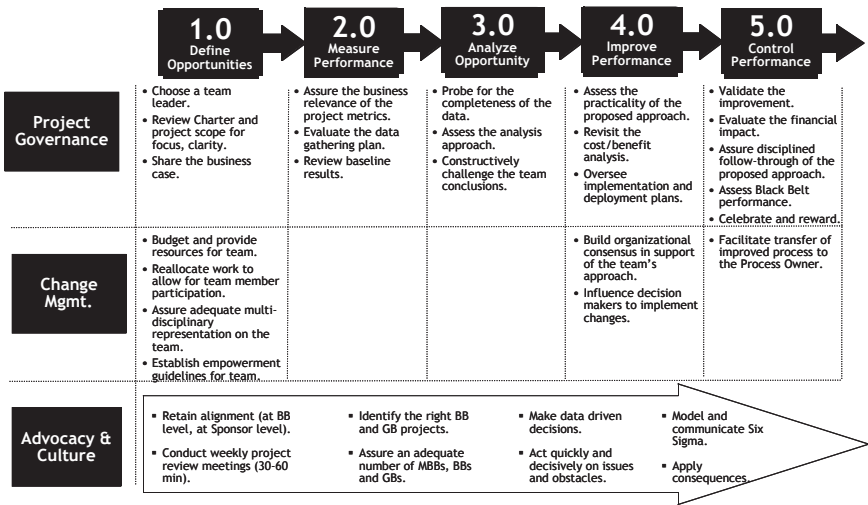 1.0
Define
Opportunities
2.0
Measure
Performance
3.0
Analyze
Opportunity
4.0
Improve
Performance
5.0
Control
Performance
Project
Governance
• Choose a team
leader.
• Review Charter and
project scope for
focus, clarity.
• Share the business
case.
• Assure the business
relevance of the
project metrics.
• Evaluate the data
gathering plan.
• Review baseline
results.
• Probe for the
completeness of the
data.
• Assess the analysis
approach.
• Constructively
challenge the team
conclusions.
• Assess the
practicality of the
proposed approach.
• Revisit the
cost/benefit
analysis.
• Oversee
implementation and
deployment plans.
• Validate the
improvement.
• Evaluate the financial
impact.
• Assure disciplined
follow-through of the
proposed approach.
• Assess Black Belt
performance.
• Celebrate and reward.
Change
Mgmt.
• Budget and provide
resources for team.
• Reallocate work to
allow for team member
participation.
• Assure adequate multi-
disciplinary
representation on the
team.
• Establish empowerment
guidelines for team.
• Build organizational
consensus in support
of the team's
approach.
• Influence decision
makers to implement
changes.
• Facilitate transfer of
improved process to
the Process Owner.
Advocacy &
Culture
▪ Retain alignment (at BB
level, at Sponsor level).
▪ Conduct weekly project
review meetings (30-60
min).
▪ Identify the right BB
and GB projects.
▪ Assure an adequate
number of MBBs, BBs
and GBs.
▪ Make data driven
decisions.
▪ Act quickly and
decisively on issues
and obstacles.
▪ Model and
communicate Six
Sigma.
▪ Apply
consequences.